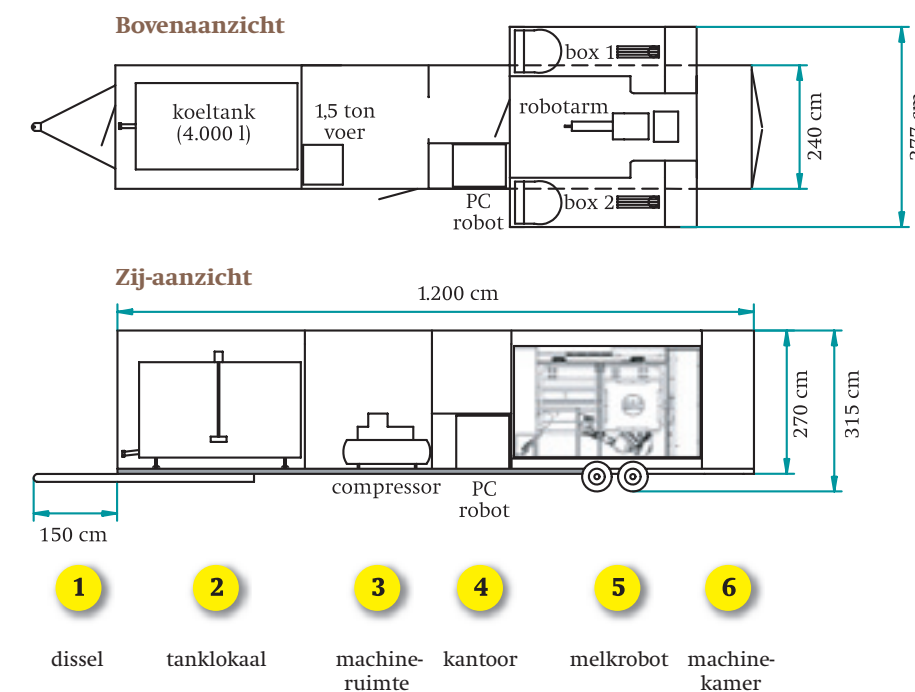 Bovenaanzicht
koeltank
(4.000 l)
1,5 ton
voer
box 1
robotarm
PC
robot
box 2
240 cm
377 cm
Zij-aanzicht
1.200 cm
270 cm
315 cm
compressor
PC
robot
150 cm
1 2 3 4 5 6
dissel tanklokaal machine- kantoor melkrobot machine-
ruimte kamer